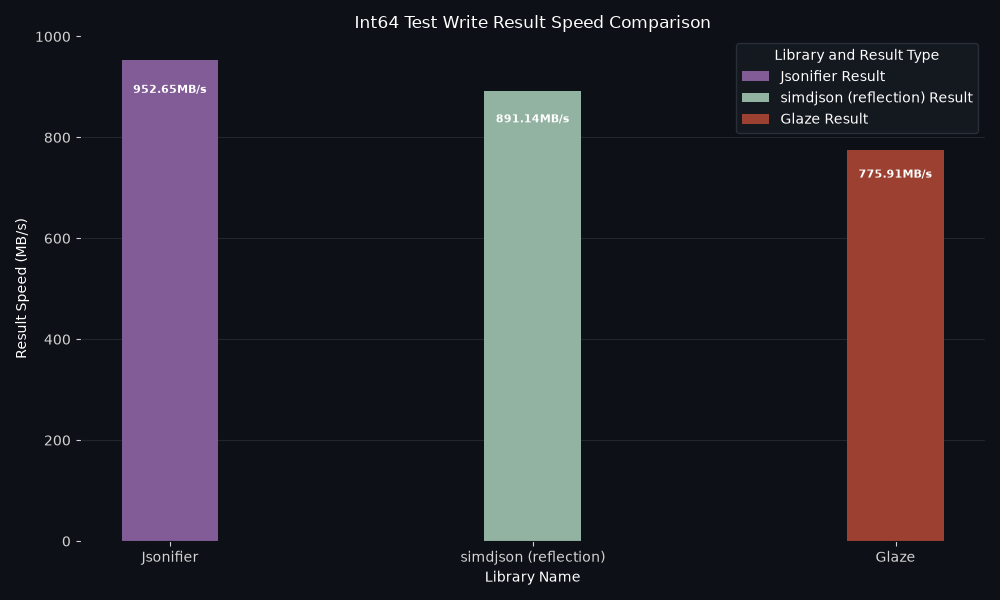 Int64 Test Write Result Speed Comparison
Library and Result Type
Jsonifier Result
simdjson (reflection) Result
Glaze Result
952.65MB/s
891.14MB/s
775.91MB/s
Result Speed (MB/s)
1000
800
600
400
200
0
Jsonifier
simdjson (reflection)
Glaze
Library Name